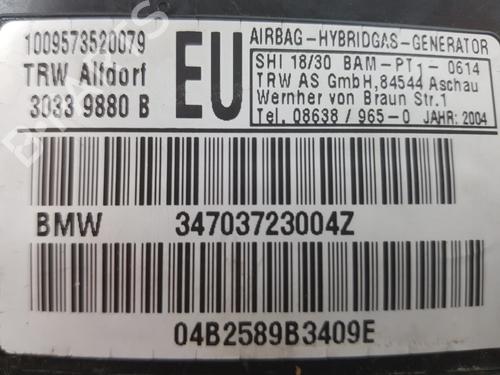 1009573520079
TRW Alfdorf
3033 9880 B
EU
AIRBAG-HYBRIDGAS-GENERATOR
SHI 18/30 BAM-PT1-0614
TRW AS GmbH,84544 Aschau
Wernher von Braun Str.1
Tel. 08638/965-0 JAHR: 2004
BMW 34703723004Z
04B2589B3409E